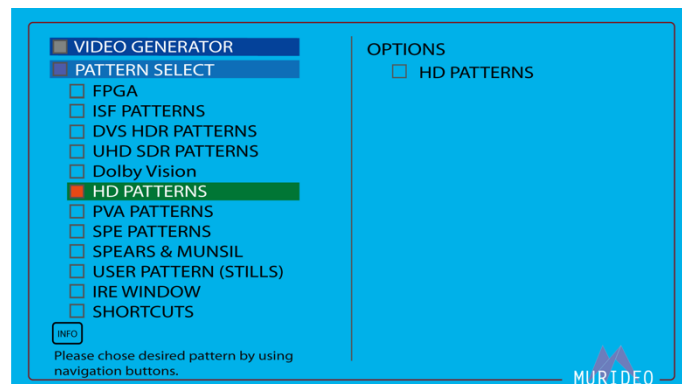 VIDEO GENERATOR
PATTERN SELECT
FPGA
ISF PATTERNS
DVS HDR PATTERNS
UHD SDR PATTERNS
Dolby Vision
HD PATTERNS
PVA PATTERNS
SPE PATTERNS
SPEARS & MUNSIL
USER PATTERN (STILLS)
IRE WINDOW
SHORTCUTS
INFO
Please chose desired pattern by using
navigation buttons.
OPTIONS
HD PATTERNS
MURIDEO